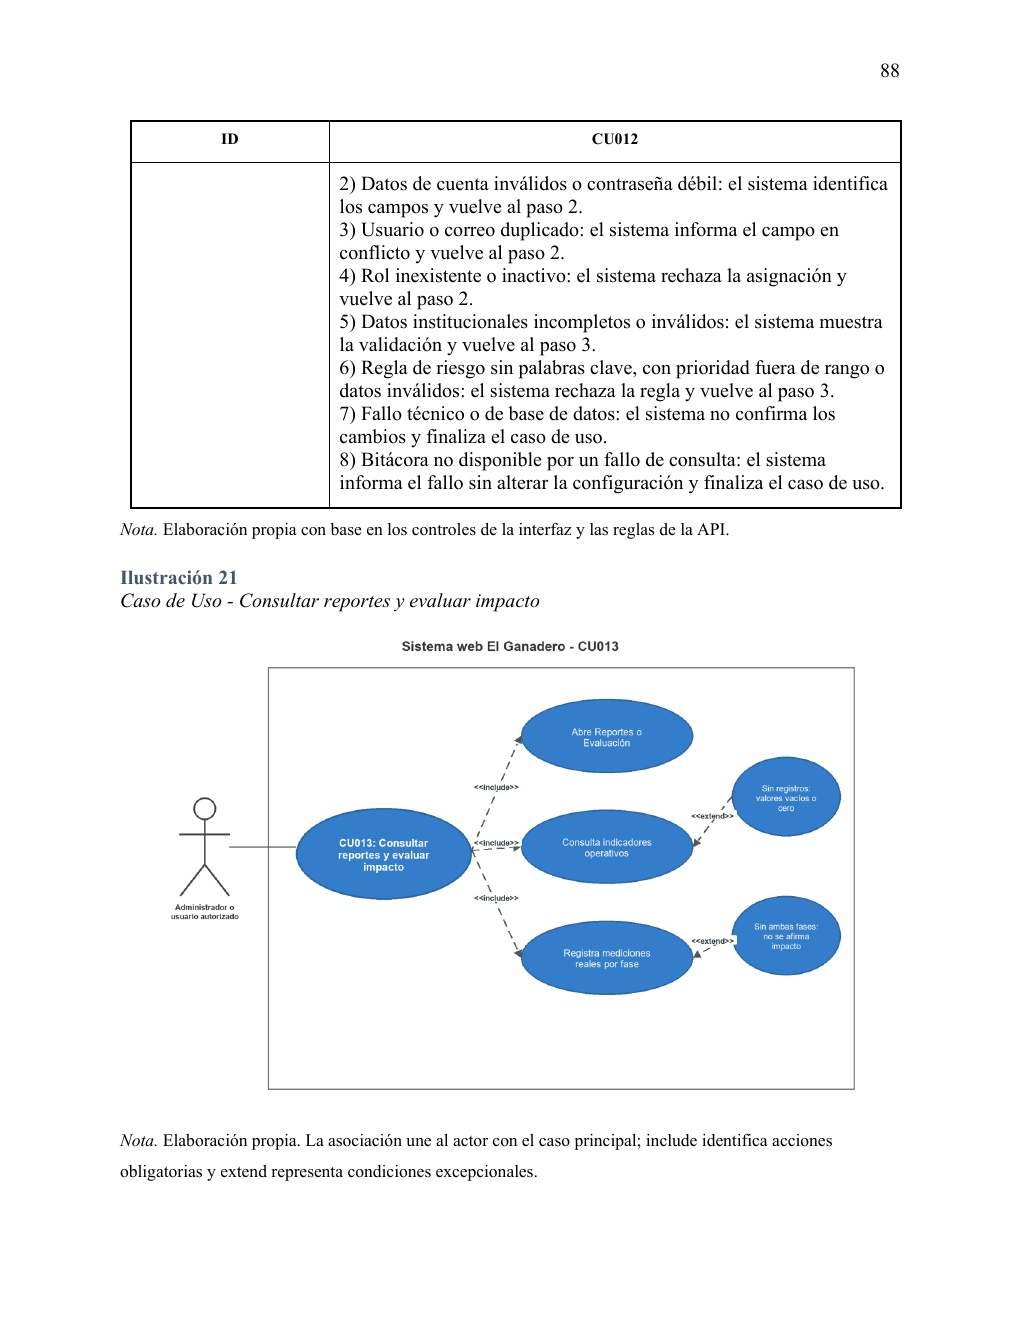 88
ID
CU012
2) Datos de cuenta inválidos o contraseña débil: el sistema identifica
los campos y vuelve al paso 2.
3) Usuario o correo duplicado: el sistema informa el campo en
conflicto y vuelve al paso 2.
4) Rol inexistente o inactivo: el sistema rechaza la asignación y
vuelve al paso 2.
5) Datos institucionales incompletos o inválidos: el sistema muestra
la validación y vuelve al paso 3.
6) Regla de riesgo sin palabras clave, con prioridad fuera de rango o
datos inválidos: el sistema rechaza la regla y vuelve al paso 3.
7) Fallo técnico o de base de datos: el sistema no confirma los
cambios y finaliza el caso de uso.
8) Bitácora no disponible por un fallo de consulta: el sistema
informa el fallo sin alterar la configuración y finaliza el caso de uso.
Nota. Elaboración propia con base en los controles de la interfaz y las reglas de la API.
Ilustración 21
Caso de Uso - Consultar reportes y evaluar impacto
Sistema web El Ganadero - CU013
Abre Reportes o
Evaluación
<<include>>
Sin registros:
valores vacíos o
cero
<<extend>>
CU013: Consultar
reportes y evaluar
impacto
<<include>>
Consulta indicadores
operativos
Administrador o
usuario autorizado
<<include>>
Sin ambas fases:
no se afirma
impacto
<<extend>>
Registra mediciones
reales por fase
Nota. Elaboración propia. La asociación une al actor con el caso principal; include identifica acciones
obligatorias y extend representa condiciones excepcionales.